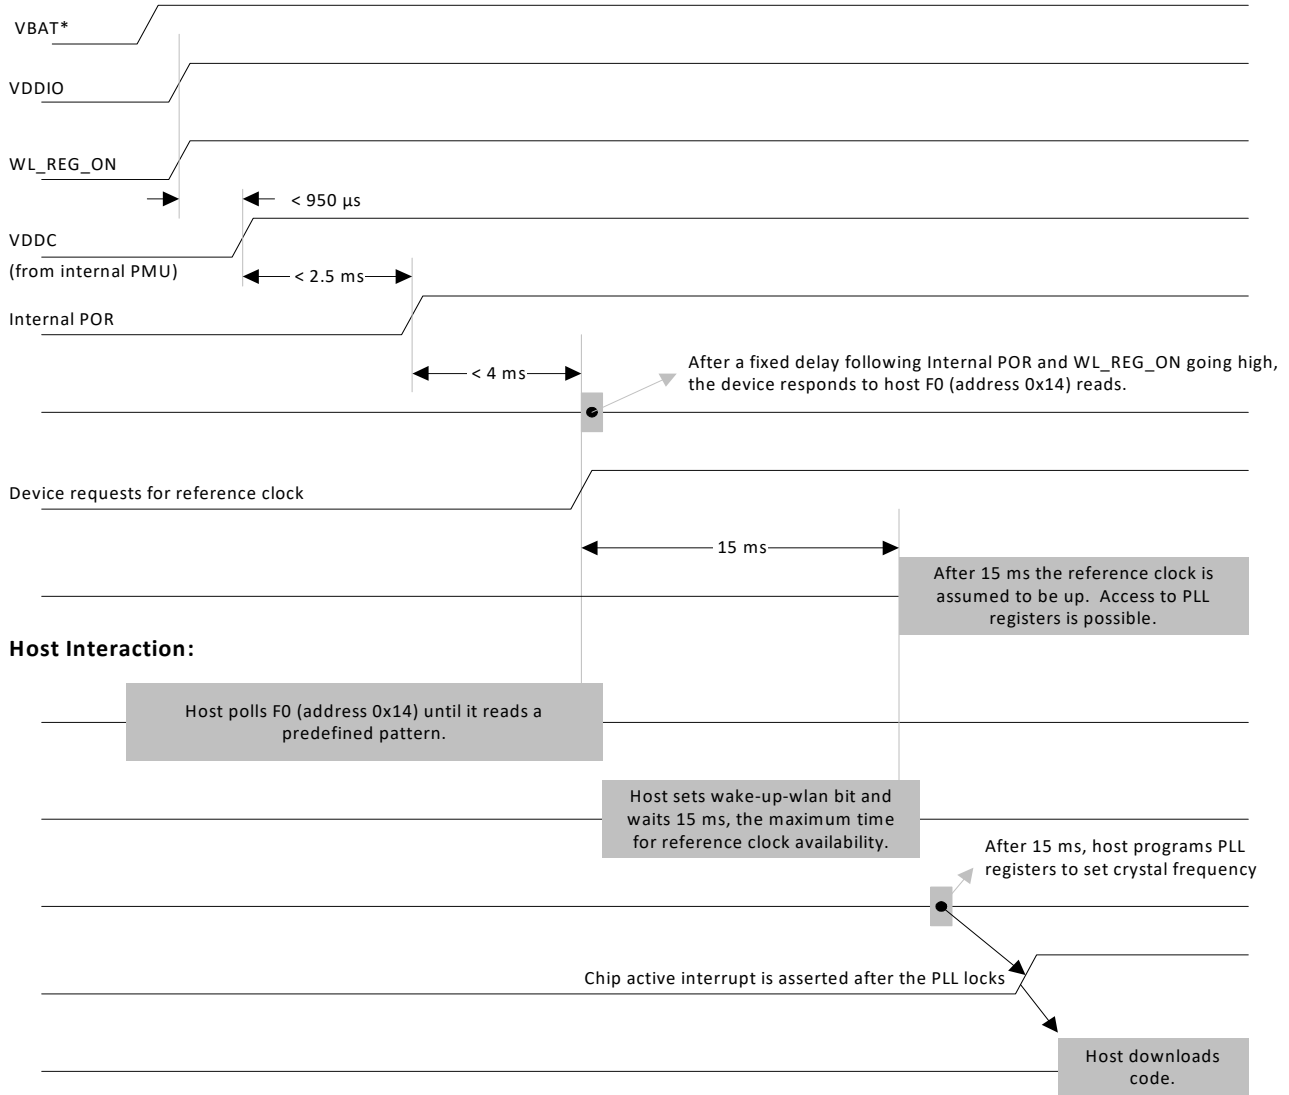 VBAT*
VDDIO
WL_REG_ON
< 950 µs
VDDC
(from internal PMU)
< 2.5 ms
Internal POR
After a fixed delay following Internal POR and WL_REG_ON going high,
the device responds to host F0 (address 0x14) reads.
< 4 ms
Device requests for reference clock
15 ms
After 15 ms the reference clock is
assumed to be up. Access to PLL
registers is possible.
Host Interaction:
Host polls F0 (address 0x14) until it reads a
predefined pattern.
Host sets wake-up-wlan bit and
waits 15 ms, the maximum time
for reference clock availability.
After 15 ms, host programs PLL
registers to set crystal frequency
Chip active interrupt is asserted after the PLL locks
Host downloads
code.